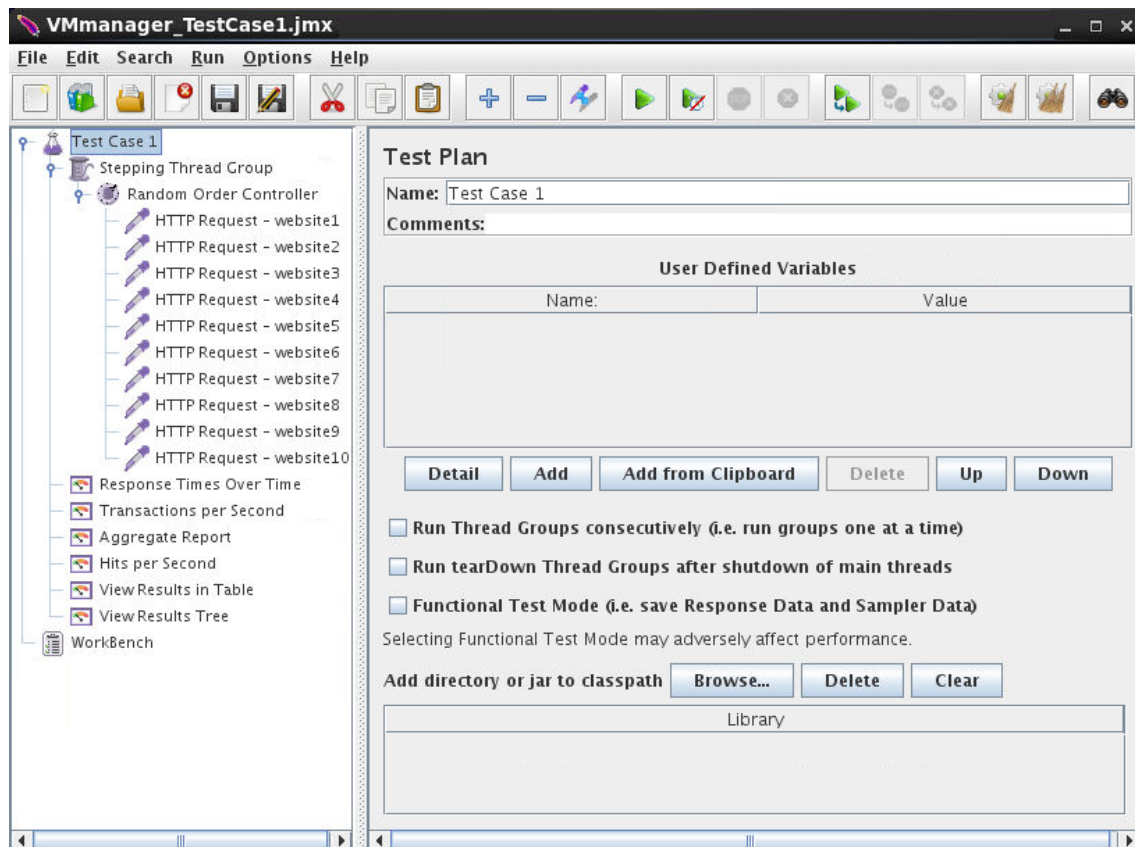 VMmanager_TestCase1.jmx
File Edit Search Run Options Help
Test Case 1
Stepping Thread Group
Random Order Controller
HTTP Request - website1
HTTP Request - website2
HTTP Request - website3
HTTP Request - website4
HTTP Request - website5
HTTP Request - website6
HTTP Request - website7
HTTP Request - website8
HTTP Request - website9
HTTP Request - website10
Response Times Over Time
Transactions per Second
Aggregate Report
Hits per Second
View Results in Table
View Results Tree
WorkBench
Test Plan
Name: Test Case 1
Comments:
User Defined Variables
Name: Value
Detail Add Add from Clipboard Delete Up Down
Run Thread Groups consecutively (i.e. run groups one at a time)
Run tearDown Thread Groups after shutdown of main threads
Functional Test Mode (i.e. save Response Data and Sampler Data)
Selecting Functional Test Mode may adversely affect performance.
Add directory or jar to classpath Browse... Delete Clear
Library